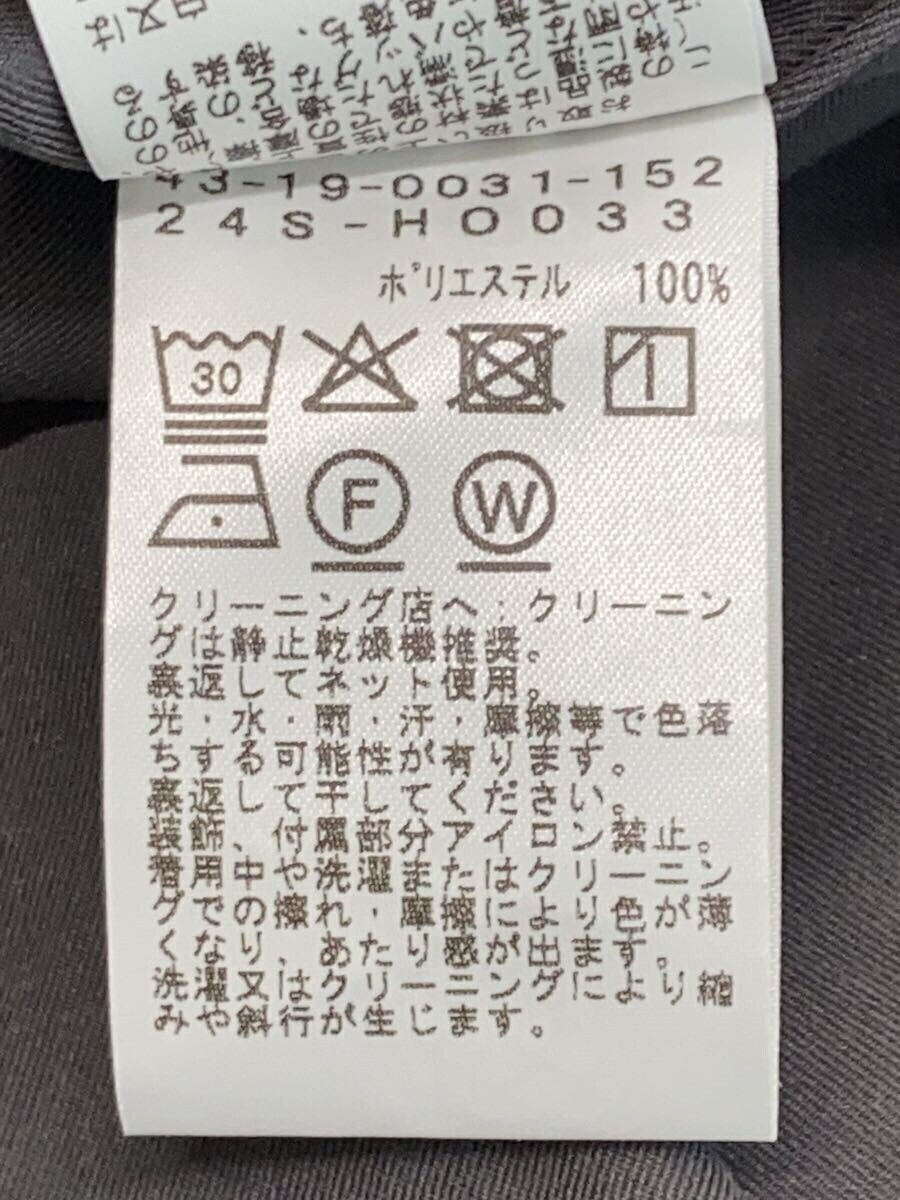 43-19-0031-152
24S-H0033
ポリエステル 100%
30
F W
クリーニング店へ:クリーニン
グは静止乾燥機推奨。
裏返してネット使用。
光・水・雨・汗・摩擦等で色落
ちする可能性が有ります。
裏返して干してください。
装飾、付属部分アイロン禁止。
着用中や洗濯またはクリーニン
グでの、擦れ・摩擦により色が薄
くなり、あたり感が出ます。
洗濯又はクリーニングにより縮
みや斜行が生じます。